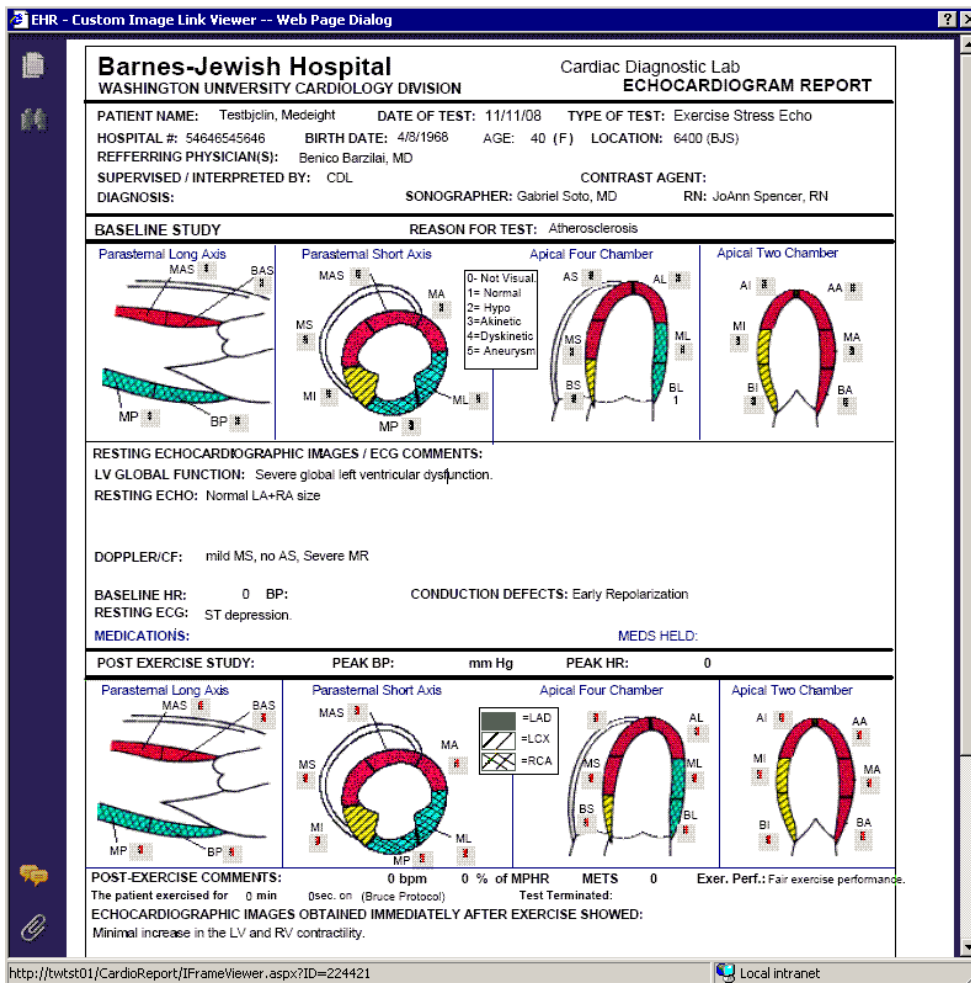 EHR - Custom Image Link Viewer -- Web Page Dialog
Barnes-Jewish Hospital
WASHINGTON UNIVERSITY CARDIOLOGY DIVISION
Cardiac Diagnostic Lab
ECHOCARDIOGRAM REPORT
PATIENT NAME: Testbjclin, Medeight DATE OF TEST: 11/11/08 TYPE OF TEST: Exercise Stress Echo
HOSPITAL #: 54646545646 BIRTH DATE: 4/8/1968 AGE: 40 (F) LOCATION: 6400 (BJS)
REFFERRING PHYSICIAN(S): Benico Barzilai, MD
SUPERVISED / INTERPRETED BY: CDL CONTRAST AGENT:
DIAGNOSIS: SONOGRAPHER: Gabriel Soto, MD RN: JoAnn Spencer, RN
BASELINE STUDY REASON FOR TEST: Atherosclerosis
Parasternal Long Axis
MAS
BAS
MP
BP
Parasternal Short Axis
MAS
MA
MS
MI
ML
MP
0- Not Visual.
1= Normal
2= Hypo
3=Akinetic
4=Dyskinetic
5= Aneurysm
Apical Four Chamber
AS
AL
MS
ML
BS
BL
1
Apical Two Chamber
AI
AA
MI
MA
BI
BA
RESTING ECHOCARDIOGRAPHIC IMAGES / ECG COMMENTS:
LV GLOBAL FUNCTION: Severe global left ventricular dysfunction.
RESTING ECHO: Normal LA+RA size
DOPPLER/CF: mild MS, no AS, Severe MR
BASELINE HR: 0 BP: CONDUCTION DEFECTS: Early Repolarization
RESTING ECG: ST depression.
MEDICATIONS: MEDS HELD:
POST EXERCISE STUDY: PEAK BP: mm Hg PEAK HR: 0
Parasternal Long Axis
MAS
BAS
MP
BP
Parasternal Short Axis
MAS
MA
MS
MI
ML
MP
=LAD
=LCX
=RCA
Apical Four Chamber
AL
MS
ML
BS
BL
Apical Two Chamber
AI
AA
MI
MA
BI
BA
POST-EXERCISE COMMENTS: 0 bpm 0 % of MPHR METS 0 Exer. Perf.: Fair exercise performance.
The patient exercised for 0 min 0sec. on (Bruce Protocol) Test Terminated:
ECHOCARDIOGRAPHIC IMAGES OBTAINED IMMEDIATELY AFTER EXERCISE SHOWED:
Minimal increase in the LV and RV contractility.
http://twtst01/CardioReport/IFrameViewer.aspx?ID=224421 Local intranet